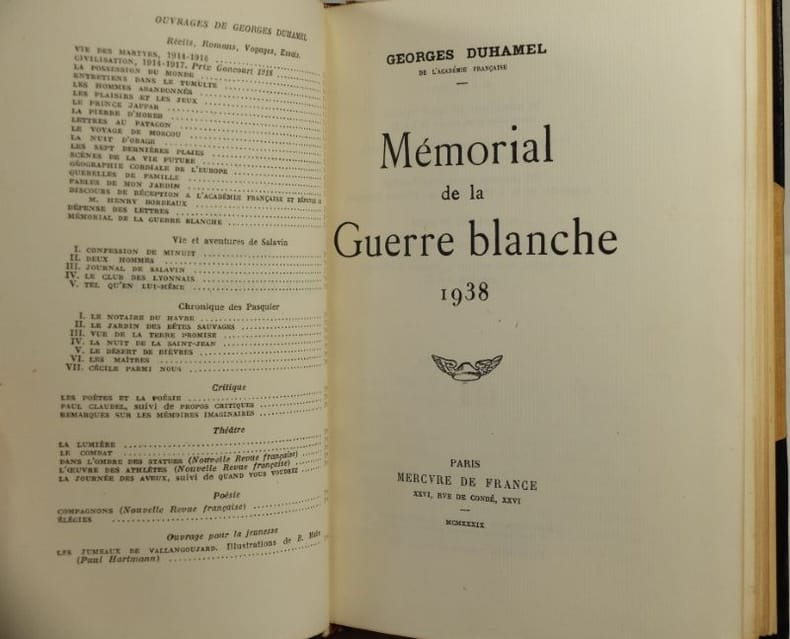 OUVRAGES DE GEORGES DUHAMEL
Récits, Romans, Voyages, Essais.
VIE DES MARTYRS, 1914-1916
CIVILISATION, 1914-1917. Prix Goncourt 1918
LA POSSESSION DU MONDE
ENTRETIENS DANS LE TUMULTE
LES HOMMES ABANDONNÉS
LES PLAISIRS ET LES JEUX
LE PRINCE JAFFAR
LA PIERRE D'HOREB
LETTRES AU PATAGON
LE VOYAGE DE MOSCOU
LA NUIT D'ORAGE
LES SEPT DERNIÈRES PLAIES
SCÈNES DE LA VIE FUTURE
GÉOGRAPHIE CORDIALE DE L'EUROPE
QUERELLES DE FAMILLE
FABLES DE MON JARDIN
DISCOURS DE RÉCEPTION A L'ACADÉMIE FRANÇAISE ET RÉPONSE DE
M. HENRY BORDEAUX
DÉFENSE DES LETTRES
MÉMORIAL DE LA GUERRE BLANCHE
Vie et aventures de Salavin
I. CONFESSION DE MINUIT
II. DEUX HOMMES
III. JOURNAL DE SALAVIN
IV. LE CLUB DES LYONNAIS
V. TEL QU'EN LUI-MÊME
Chronique des Pasquier
I. LE NOTAIRE DU HAVRE
II. LE JARDIN DES BÊTES SAUVAGES
III. VUE DE LA TERRE PROMISE
IV. LA NUIT DE LA SAINT-JEAN
V. LE DÉSERT DE BIÈVRES
VI. LES MAÎTRES
VII. CÉCILE PARMI NOUS
Critique
LES POÈTES ET LA POÉSIE
PAUL CLAUDEL, suivi de PROPOS CRITIQUES
REMARQUES SUR LES MÉMOIRES IMAGINAIRES
Théâtre
LA LUMIÈRE
LE COMBAT
DANS L'OMBRE DES STATUES (Nouvelle Revue française)
L'ŒUVRE DES ATHLÈTES (Nouvelle Revue française)
LA JOURNÉE DES AVEUX, suivi de QUAND VOUS VOUDREZ
Poésie
COMPAGNONS (Nouvelle Revue française)
ÉLÉGIES
Ouvrage pour la jeunesse
LES JUMEAUX DE VALLANGOUJARD. Illustrations de
(Paul Hartmann)
GEORGES DUHAMEL
DE L'ACADÉMIE FRANÇAISE
Mémorial
de la
Guerre blanche
1938
PARIS
MERCVRE DE FRANCE
XXVI, RVE DE CONDÉ, XXVI
MCMXXXIX